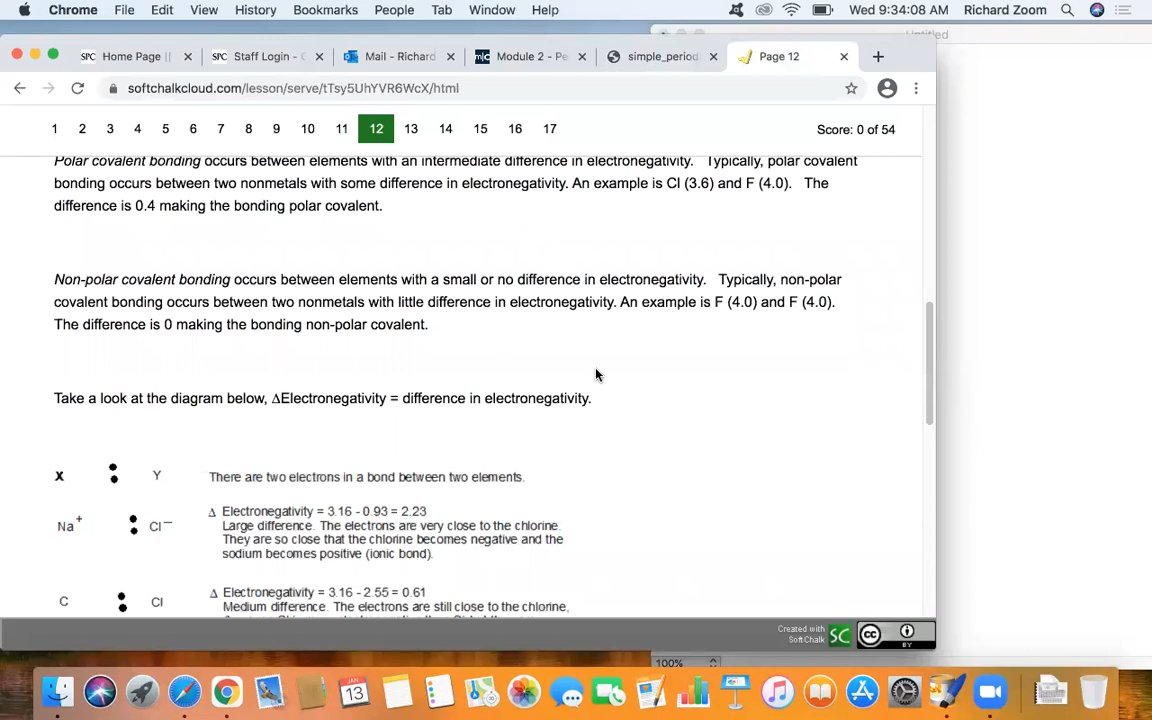 Chrome File Edit View History Bookmarks People Tab Window Help Wed 9:34:08 AM Richard Zoom
Untitled
SPC Home Page || SPC Staff Login - C Mail - Richard Module 2 - Pe simple_period Page 12
softchalkcloud.com/lesson/serve/tTsy5UhYVR6WcX/html
1 2 3 4 5 6 7 8 9 10 11 12 13 14 15 16 17 Score: 0 of 54
Polar covalent bonding occurs between elements with an intermediate difference in electronegativity. Typically, polar covalent
bonding occurs between two nonmetals with some difference in electronegativity. An example is Cl (3.6) and F (4.0). The
difference is 0.4 making the bonding polar covalent.
Non-polar covalent bonding occurs between elements with a small or no difference in electronegativity. Typically, non-polar
covalent bonding occurs between two nonmetals with little difference in electronegativity. An example is F (4.0) and F (4.0).
The difference is 0 making the bonding non-polar covalent.
Take a look at the diagram below, ΔElectronegativity = difference in electronegativity.
X : Y There are two electrons in a bond between two elements.
Δ Electronegativity = 3.16 - 0.93 = 2.23
Na+ : Cl− Large difference. The electrons are very close to the chlorine.
They are so close that the chlorine becomes negative and the
sodium becomes positive (ionic bond).
Δ Electronegativity = 3.16 - 2.55 = 0.61
C : Cl Medium difference. The electrons are still close to the chlorine,
Created with
SoftChalk SC CC BY
100%
JAN
13